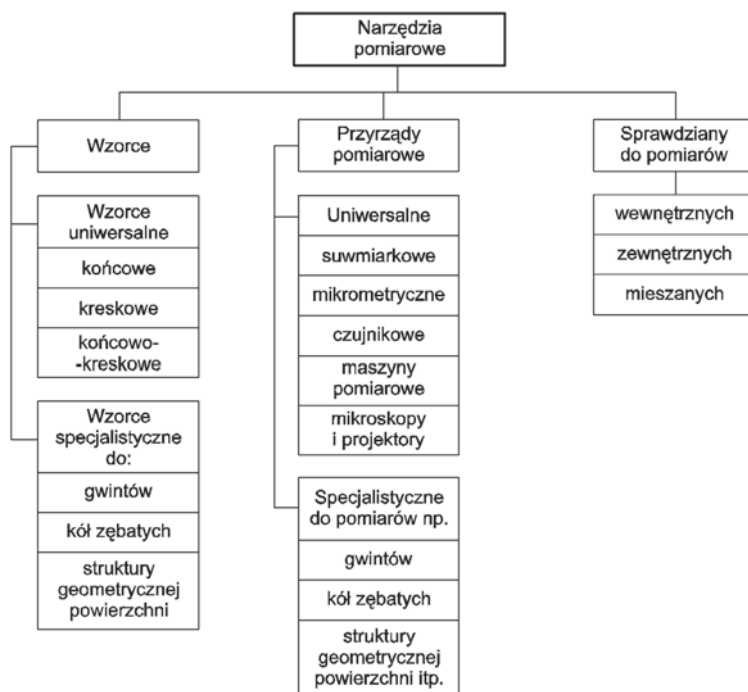 Narzędzia
pomiarowe
Wzorce
Wzorce
uniwersalne
końcowe
kreskowe
końcowo-
-kreskowe
Wzorce
specjalistyczne
do:
gwintów
kół zębatych
struktury
geometrycznej
powierzchni
Przyrządy
pomiarowe
Uniwersalne
suwmiarkowe
mikrometryczne
czujnikowe
maszyny
pomiarowe
mikroskopy
i projektory
Specjalistyczne
do pomiarów np.
gwintów
kół zębatych
struktury
geometrycznej
powierzchni itp.
Sprawdziany
do pomiarów
wewnętrznych
zewnętrznych
mieszanych